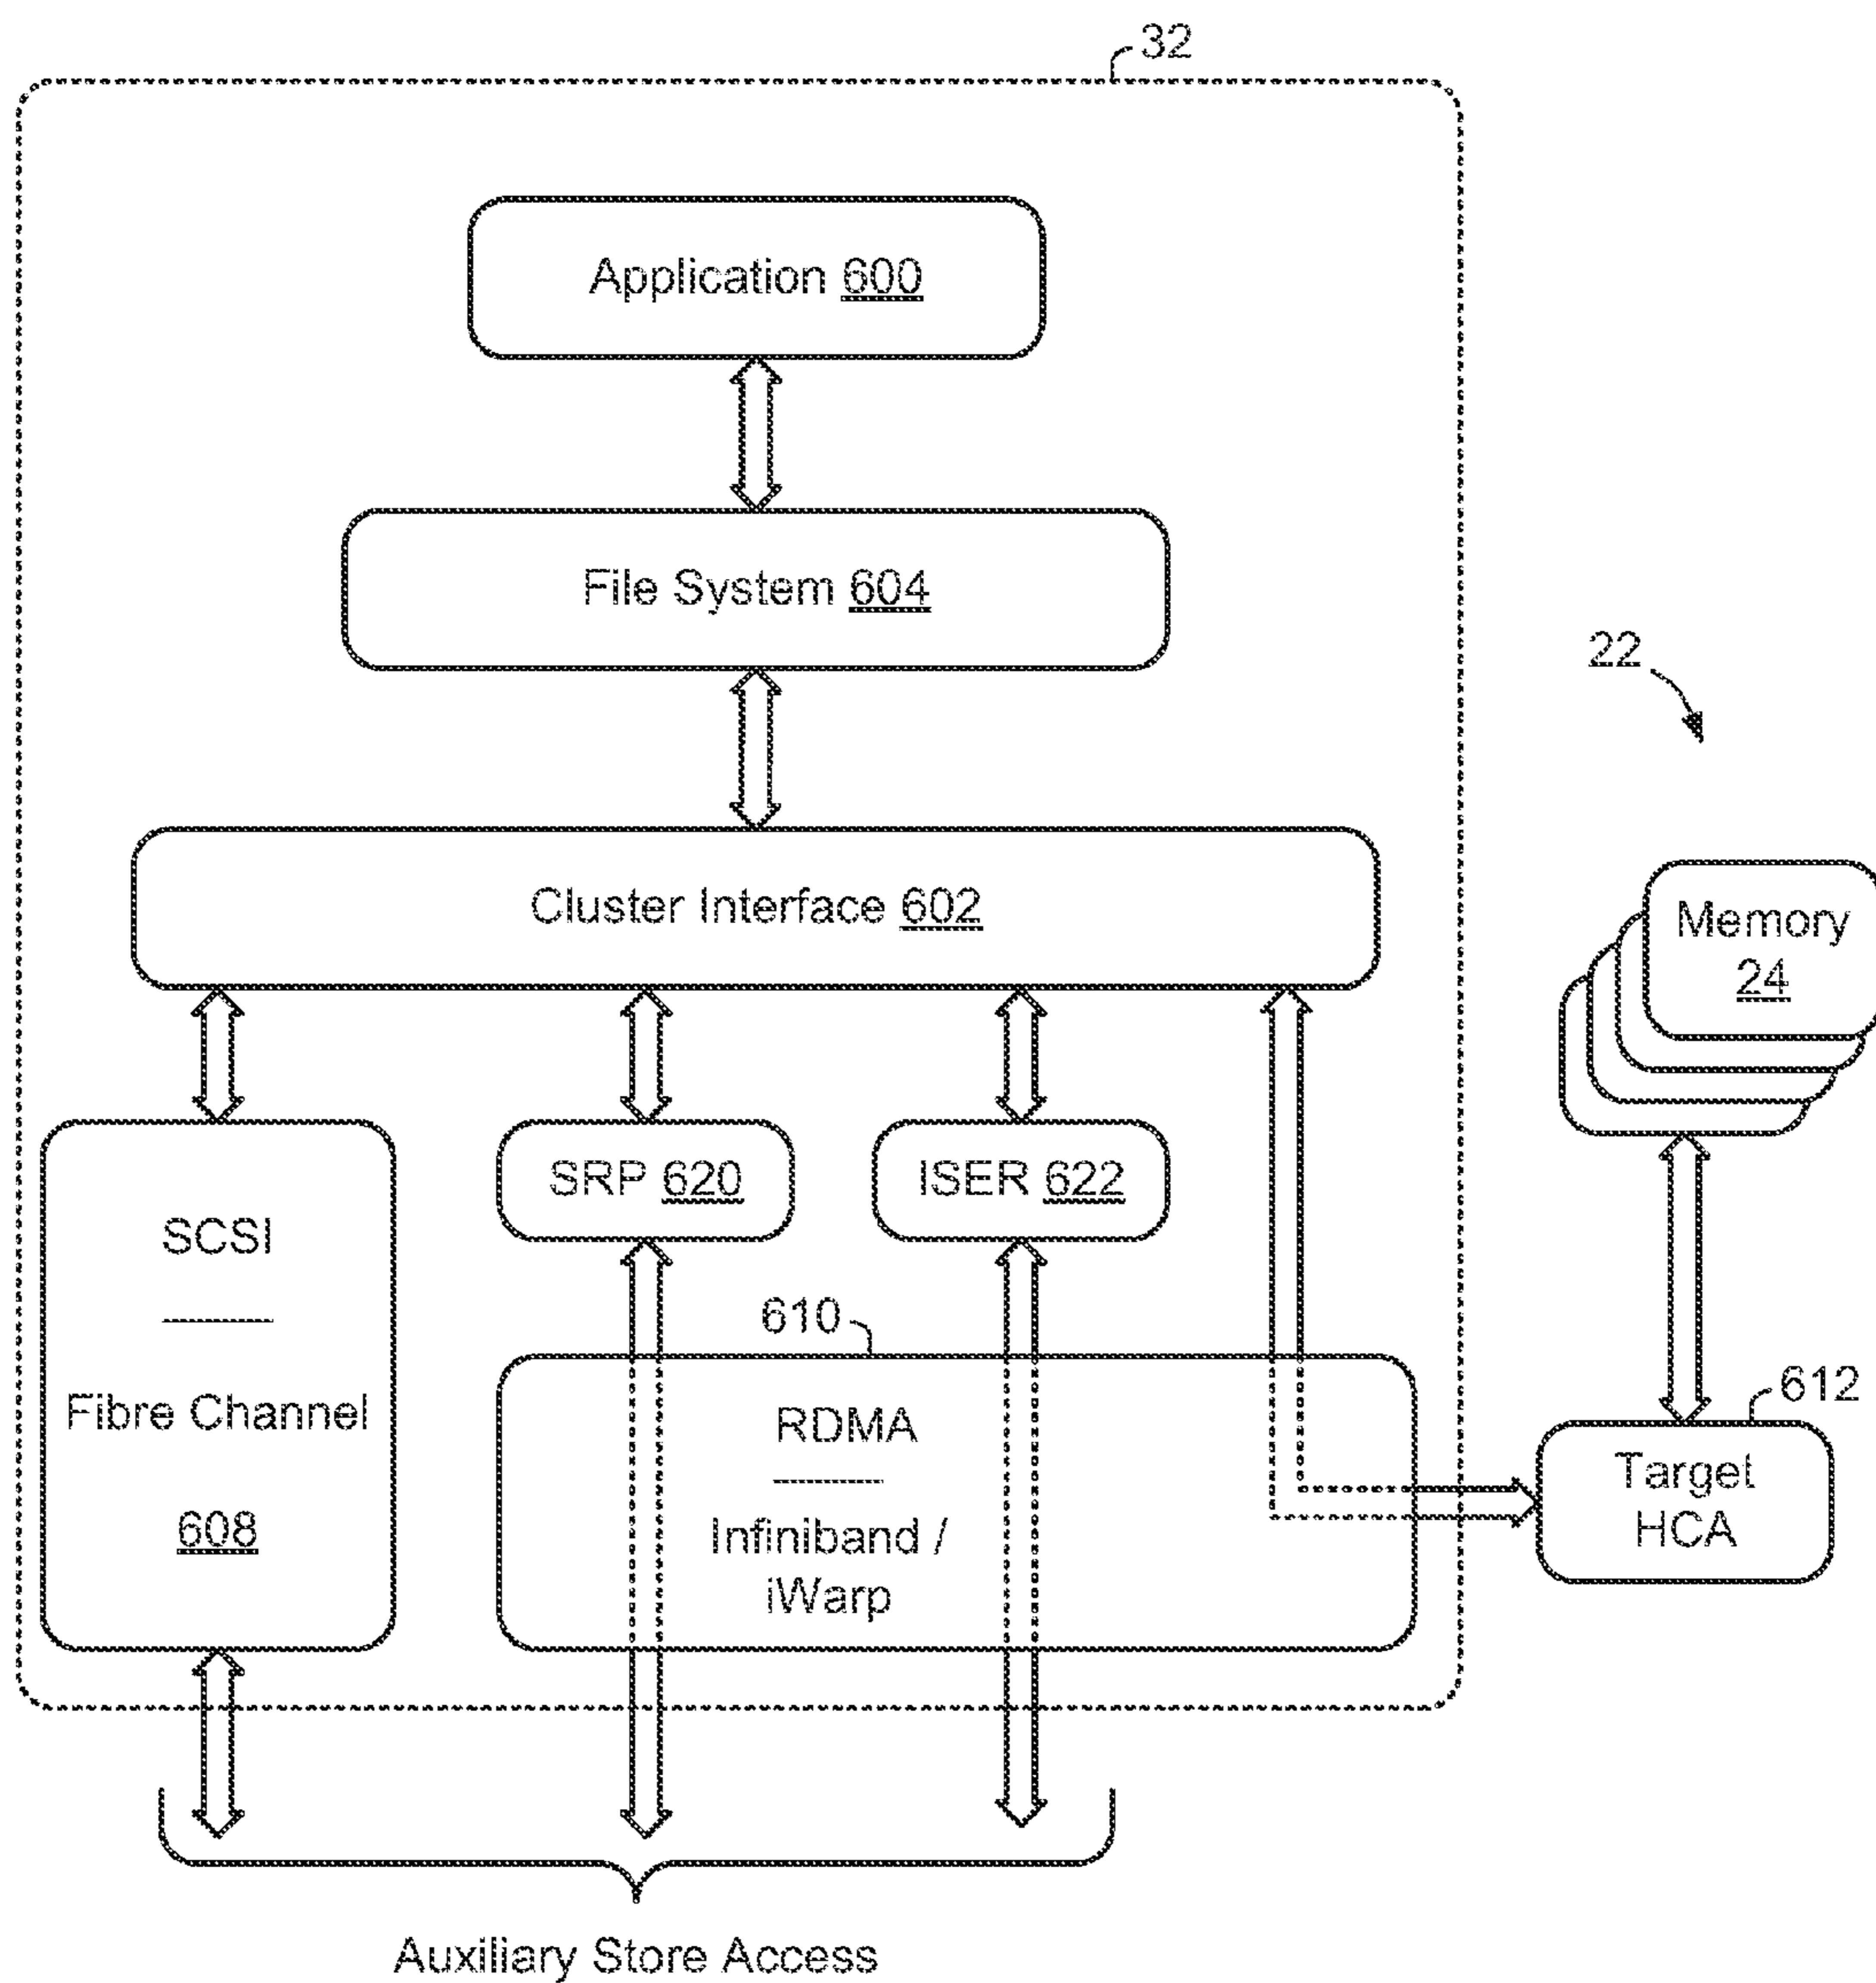 32
Application 600
File System 604
22
Cluster Interface 602
Memory
24
SRP 620
ISER 622
SCSI
Fibre Channel
608
610
RDMA
Infiniband /
iWarp
612
Target
HCA
Auxiliary Store Access